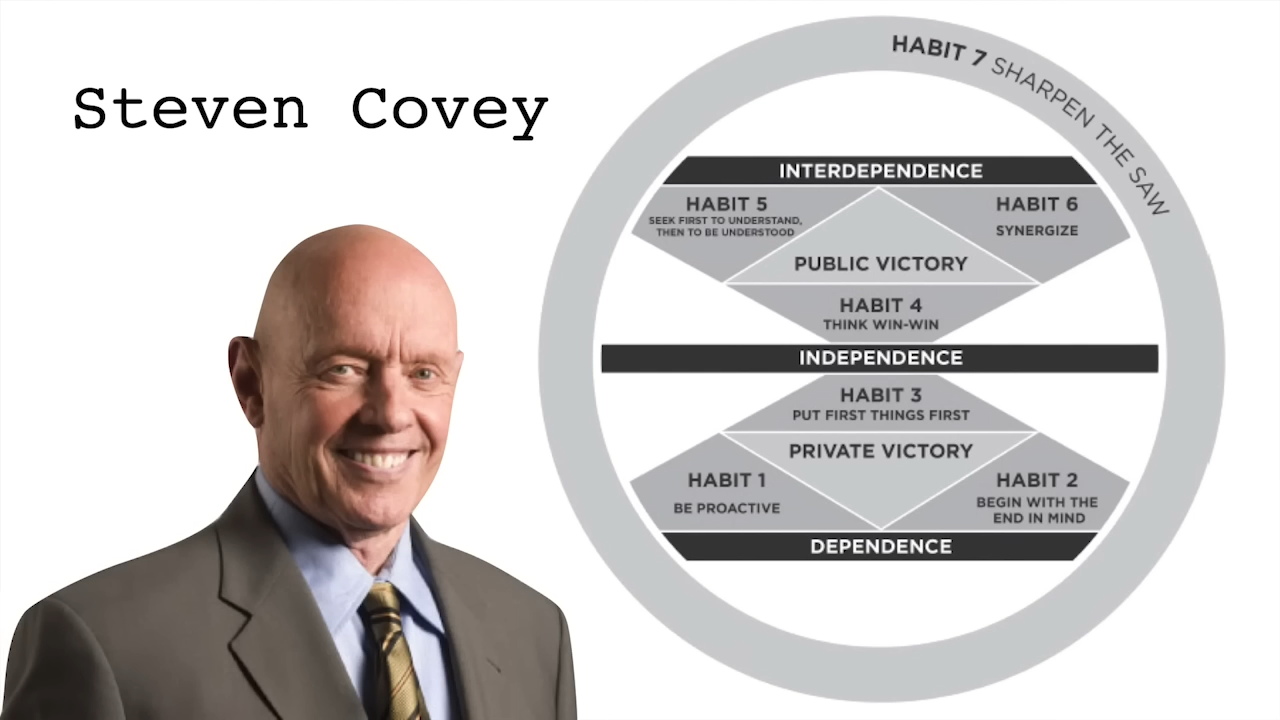 Steven Covey
HABIT 7 SHARPEN THE SAW
INTERDEPENDENCE
HABIT 5
SEEK FIRST TO UNDERSTAND,
THEN TO BE UNDERSTOOD
HABIT 6
SYNERGIZE
PUBLIC VICTORY
HABIT 4
THINK WIN-WIN
INDEPENDENCE
HABIT 3
PUT FIRST THINGS FIRST
PRIVATE VICTORY
HABIT 1
BE PROACTIVE
HABIT 2
BEGIN WITH THE
END IN MIND
DEPENDENCE